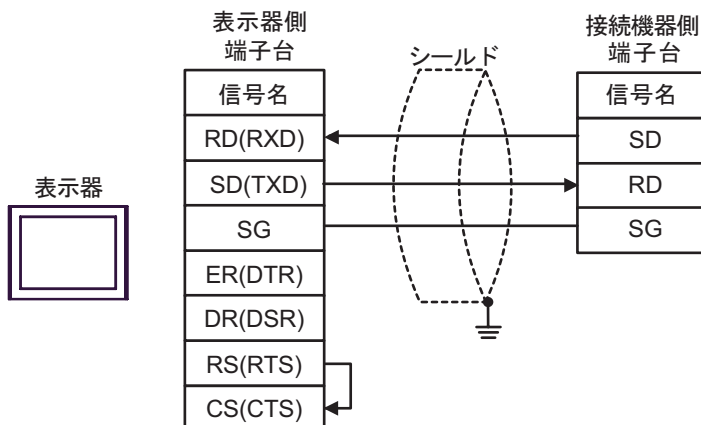 表示器
表示器側
端子台
信号名
RD(RXD)
SD(TXD)
SG
ER(DTR)
DR(DSR)
RS(RTS)
CS(CTS)
シールド
接続機器側
端子台
信号名
SD
RD
SG